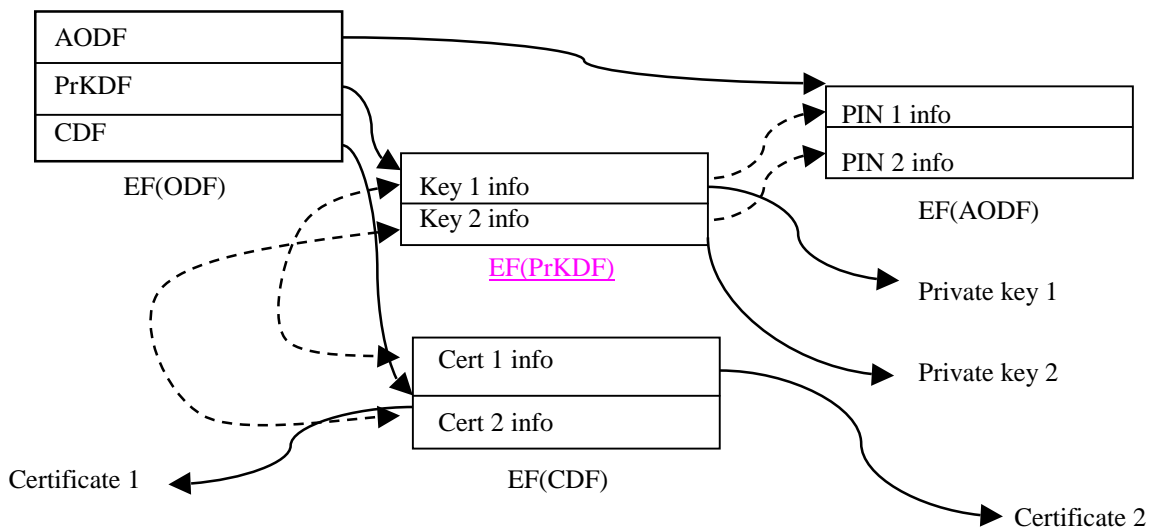 AODF
PrKDF
CDF
EF(ODF)
PIN 1 info
PIN 2 info
EF(AODF)
Key 1 info
Key 2 info
EF(PrKDF)
Private key 1
Private key 2
Cert 1 info
Cert 2 info
EF(CDF)
Certificate 1
Certificate 2